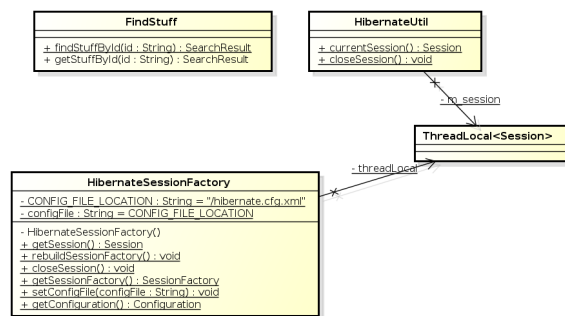 FindStuff
+ findStuffById(id : String) : SearchResult
+ getStuffById(id : String) : SearchResult
HibernateUtil
+ currentSession() : Session
+ closeSession() : void
- m_session
ThreadLocal<Session>
- threadLocal
HibernateSessionFactory
- CONFIG_FILE_LOCATION : String = "/hibernate.cfg.xml"
- configFile : String = CONFIG_FILE_LOCATION
- HibernateSessionFactory()
+ getSession() : Session
+ rebuildSessionFactory() : void
+ closeSession() : void
+ getSessionFactory() : SessionFactory
+ setConfigFile(configFile : String) : void
+ getConfiguration() : Configuration